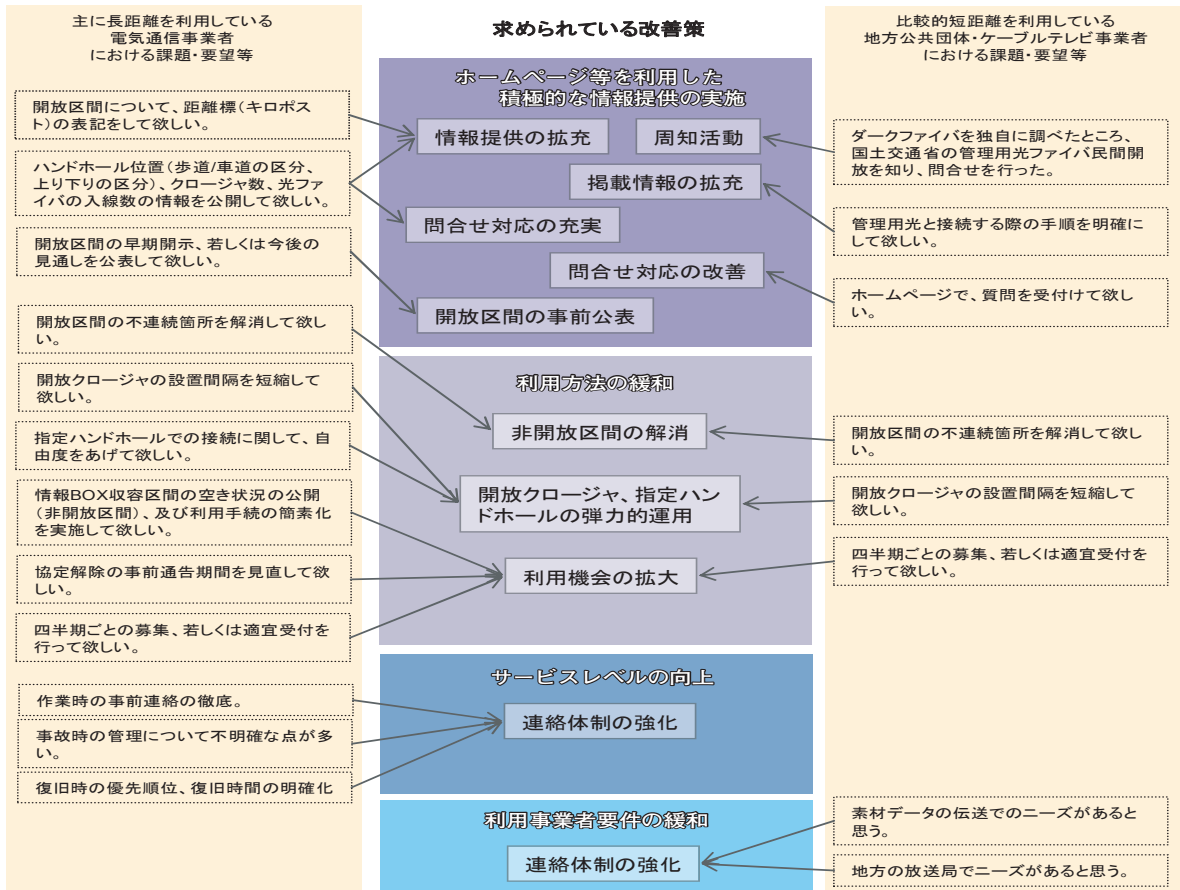 主に長距離を利用している
電気通信事業者
における課題・要望等
開放区間について、距離標（キロポス
ト）の表記をして欲しい。
ハンドホール位置（歩道/車道の区分、
上り下りの区分）、クロージャ数、光ファ
イバの入線数の情報を公開して欲しい。
開放区間の早期開示、若しくは今後の
見通しを公表して欲しい。
開放区間の不連続箇所を解消して欲し
い。
開放クロージャの設置間隔を短縮して
欲しい。
指定ハンドホールでの接続に関して、自
由度をあげて欲しい。
情報BOX収容区間の空き状況の公開
（非開放区間）、及び利用手続の簡素化
を実施して欲しい。
協定解除の事前通告期間を見直して欲
しい。
四半期ごとの募集、若しくは適宜受付を
行って欲しい。
作業時の事前連絡の徹底。
事故時の管理について不明確な点が多
い。
復旧時の優先順位、復旧時間の明確化
求められている改善策
ホームページ等を利用した
積極的な情報提供の実施
情報提供の拡充
周知活動
掲載情報の拡充
問合せ対応の充実
問合せ対応の改善
開放区間の事前公表
利用方法の緩和
非開放区間の解消
開放クロージャ、指定ハン
ドホールの弾力的運用
利用機会の拡大
サービスレベルの向上
連絡体制の強化
利用事業者要件の緩和
連絡体制の強化
比較的短距離を利用している
地方公共団体・ケーブルテレビ事業者
における課題・要望等
ダークファイバを独自に調べたところ、
国土交通省の管理用光ファイバ民間開
放を知り、問合せを行った。
管理用光と接続する際の手順を明確に
して欲しい。
ホームページで、質問を受付けて欲し
い。
開放区間の不連続箇所を解消して欲し
い。
開放クロージャの設置間隔を短縮して
欲しい。
四半期ごとの募集、若しくは適宜受付を
行って欲しい。
素材データの伝送でのニーズがあると
思う。
地方の放送局でニーズがあると思う。